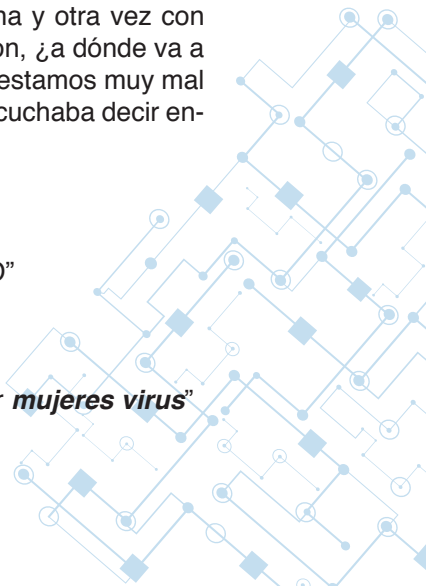 na y otra vez con
on, ¿a dónde va a
estamos muy mal
cuchaba decir en-
O”
r mujeres virus”